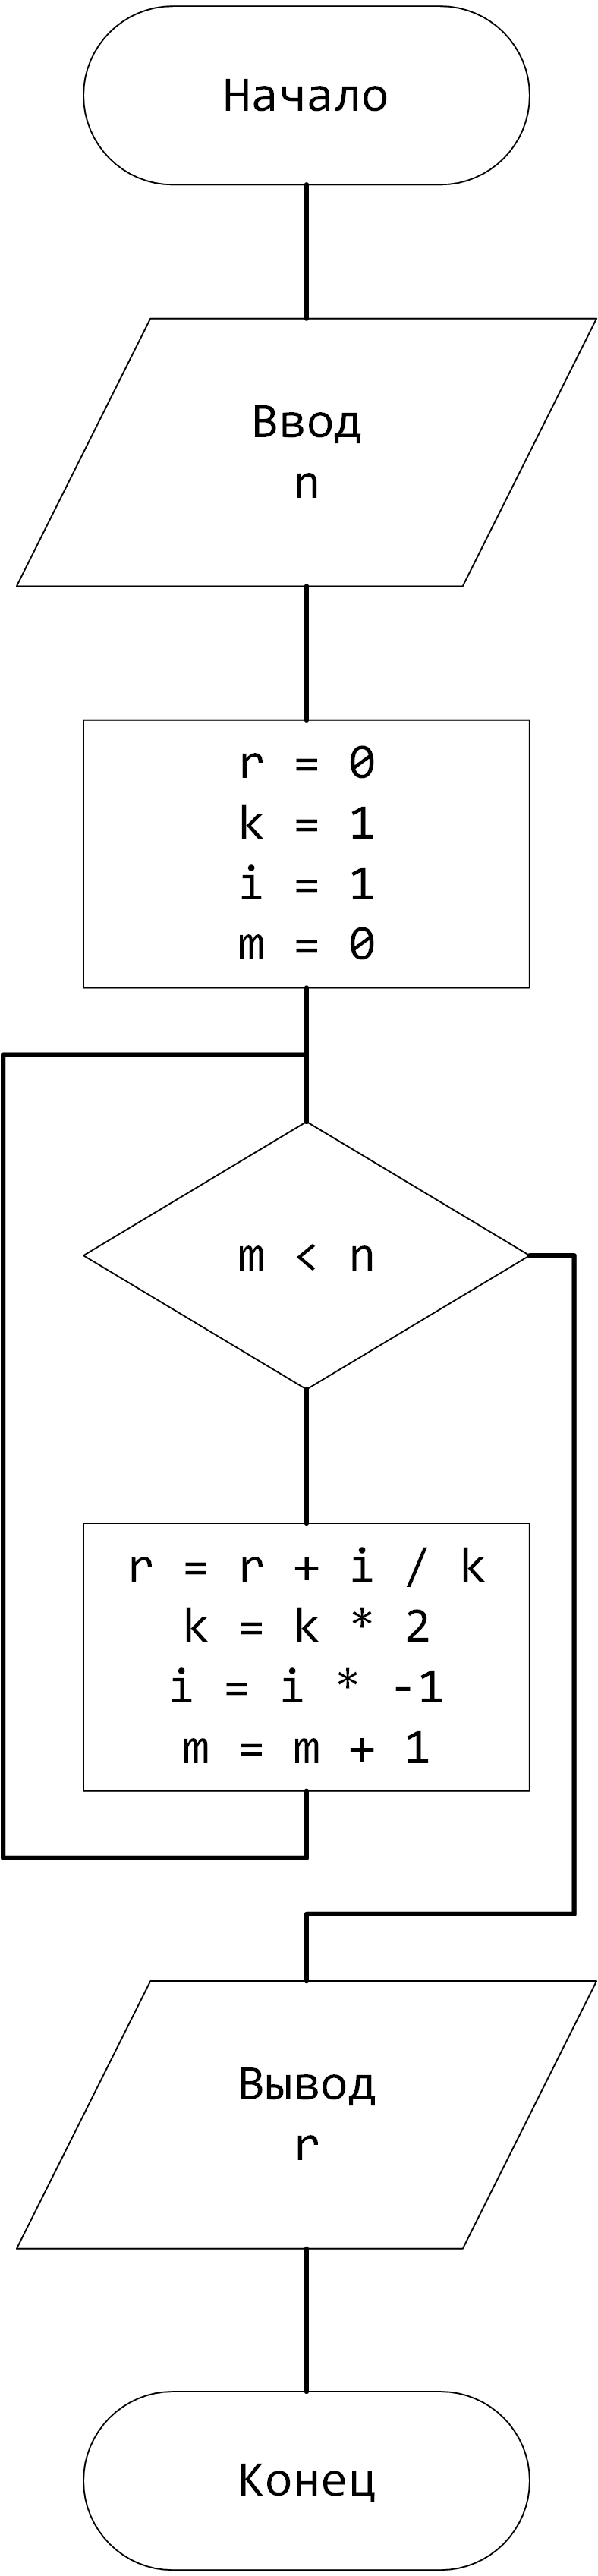 Начало
Ввод
n
r = 0
k = 1
i = 1
m = 0
m < n
r = r + i / k
k = k * 2
i = i * -1
m = m + 1
Вывод
r
Конец